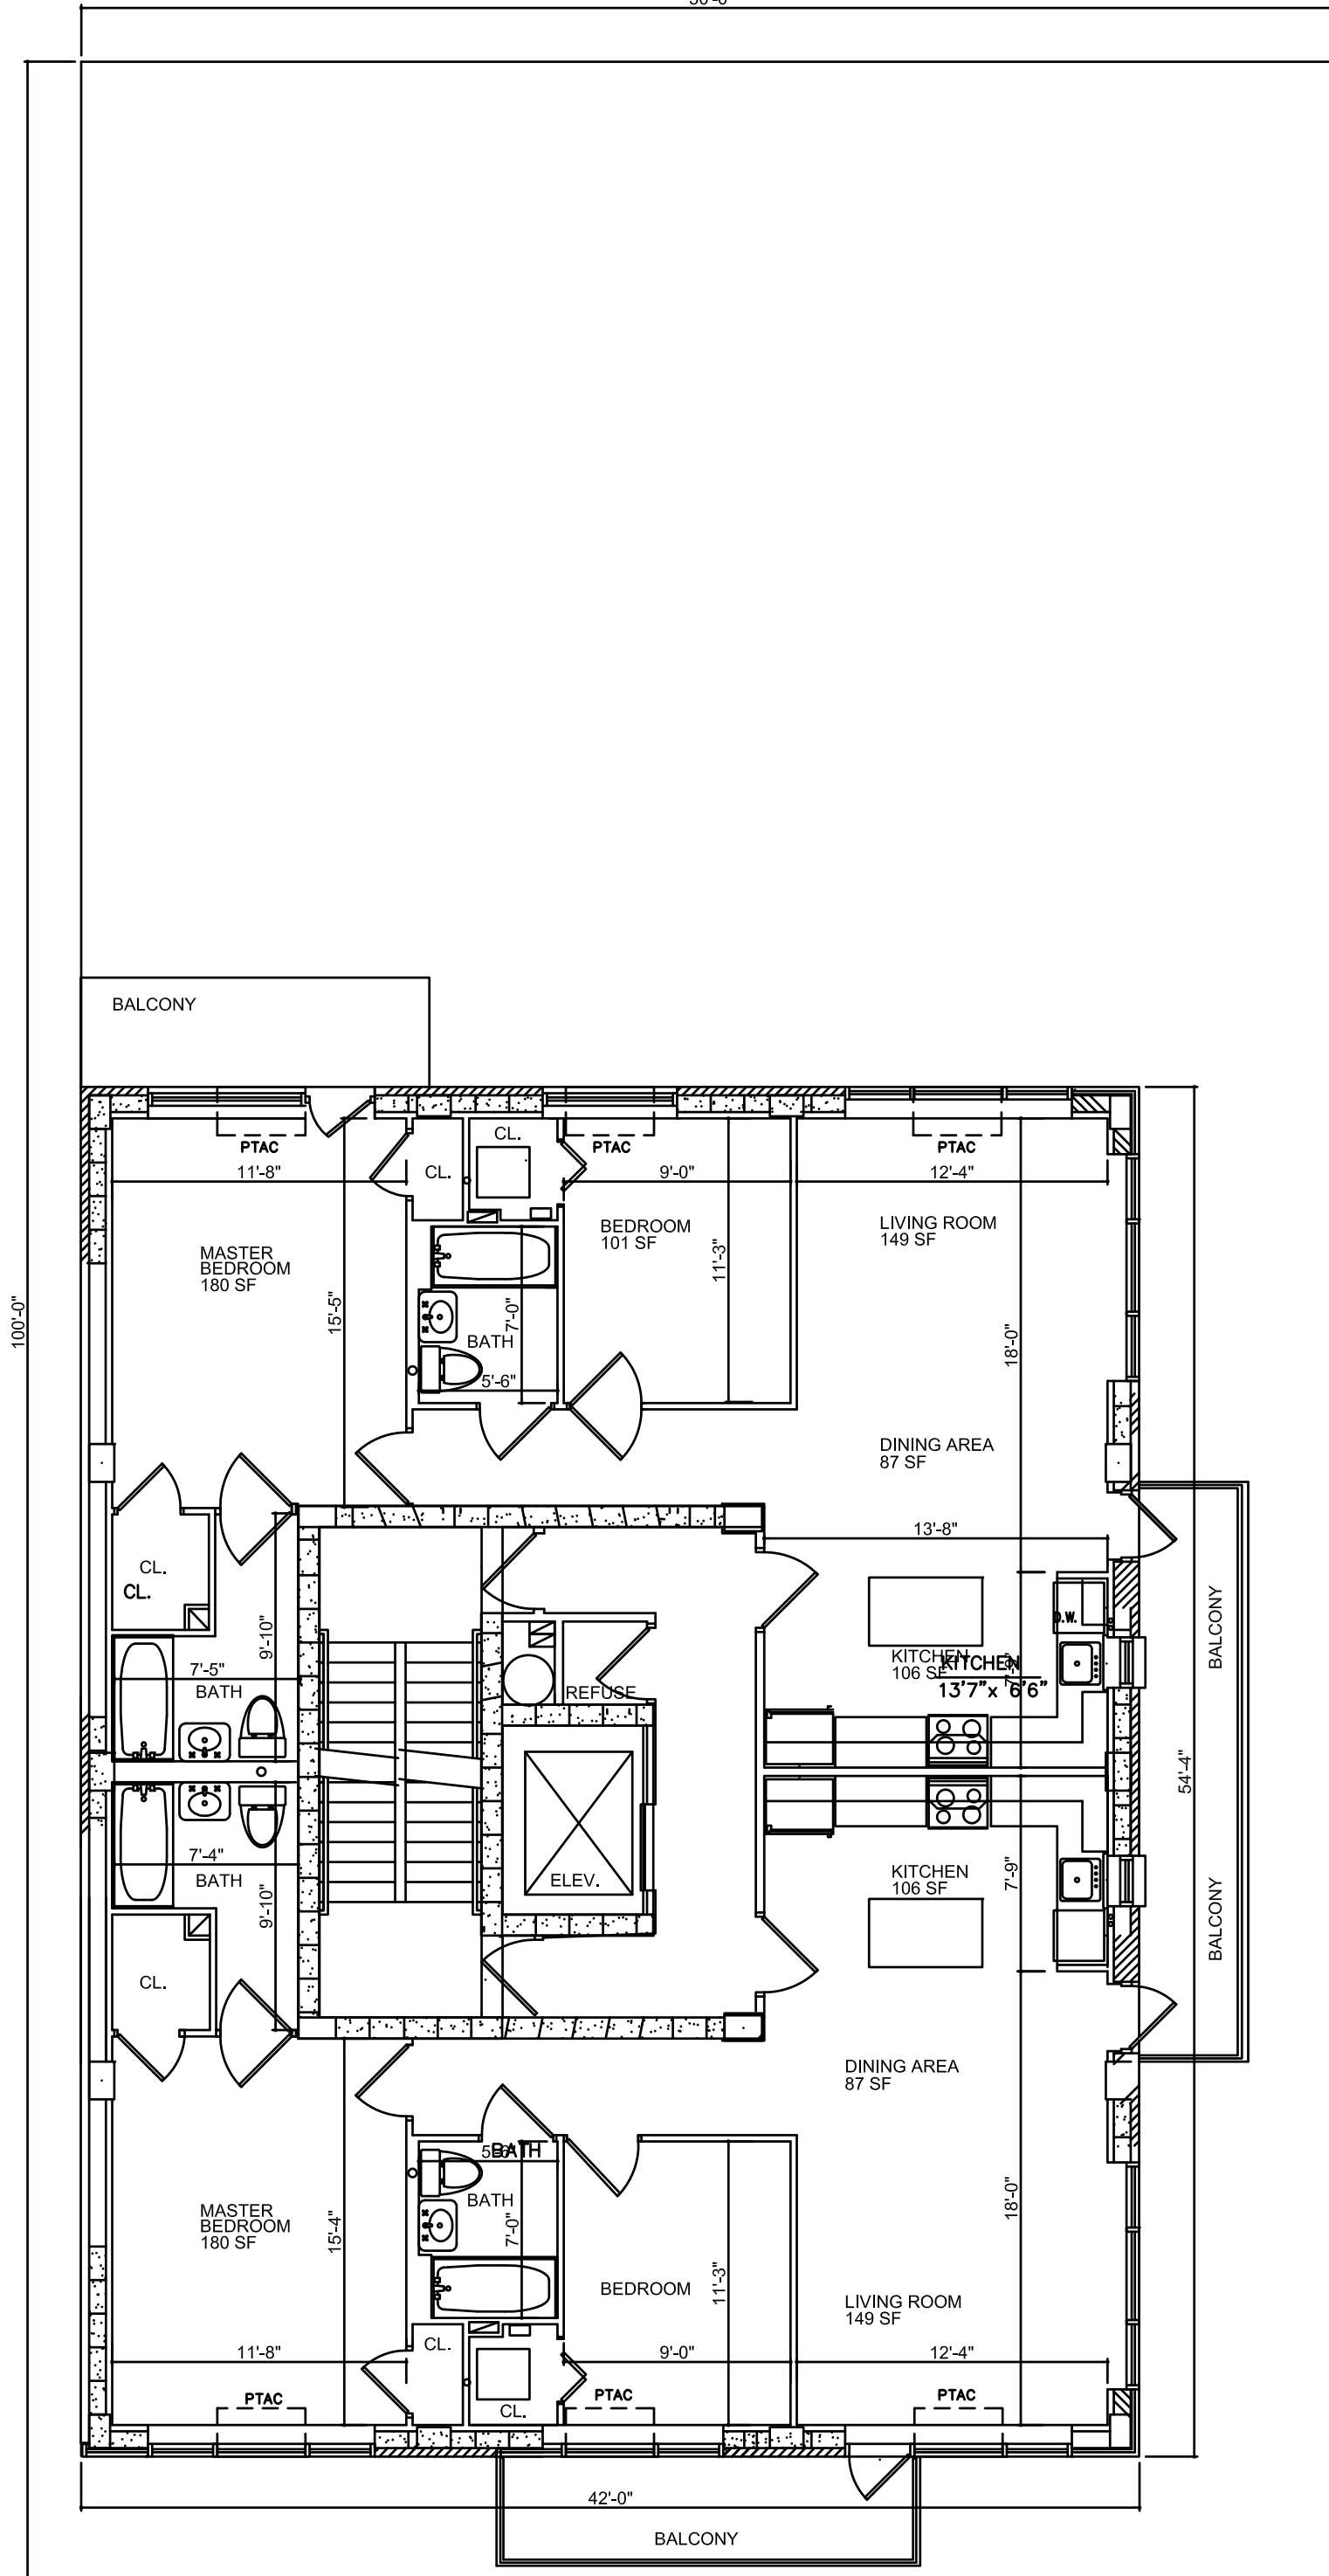 BALCONY
PTAC
11'-8"
CL.
CL.
PTAC
9'-0"
PTAC
12'-4"
MASTER
BEDROOM
180 SF
15'-5"
BEDROOM
101 SF
11'-3"
LIVING ROOM
149 SF
18'-0"
100'-0"
7'-0"
BATH
5'-6"
DINING AREA
87 SF
13'-8"
CL.
CL.
9'-10"
7'-5"
BATH
REFUSE
D.W.
KITCHEN
106 SF
KITCHEN
13'7"x 6'6"
BALCONY
54'-4"
7'-4"
BATH
9'-10"
ELEV.
KITCHEN
106 SF
7'-9"
BALCONY
CL.
DINING AREA
87 SF
5'-6"
BATH
BATH
7'-0"
MASTER
BEDROOM
180 SF
15'-4"
BEDROOM
11'-3"
18'-0"
LIVING ROOM
149 SF
11'-8"
CL.
9'-0"
12'-4"
PTAC
CL.
PTAC
PTAC
42'-0"
BALCONY